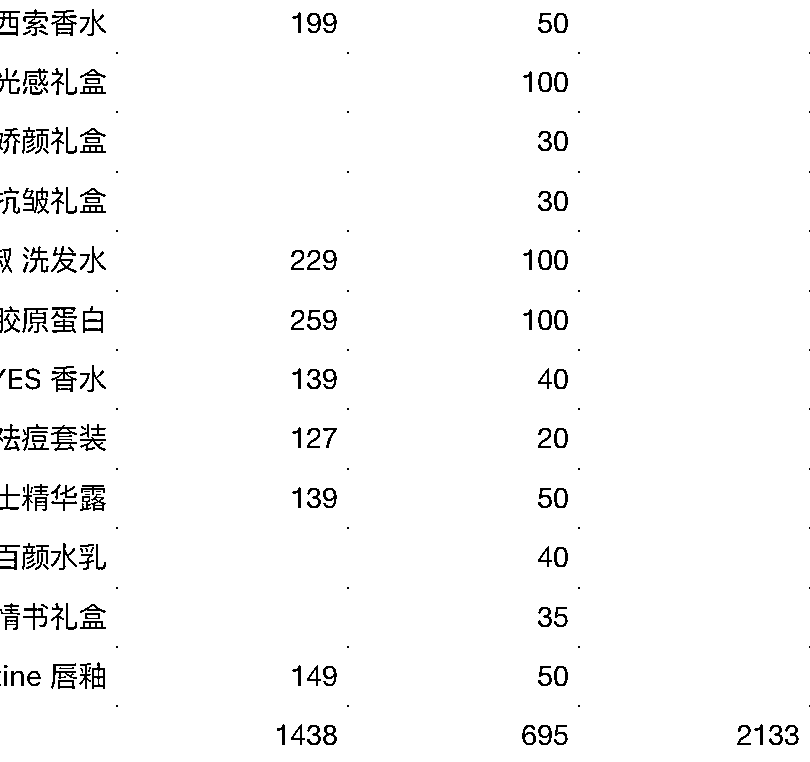 西索香水 199 50
光感礼盒 100
娇颜礼盒 30
抗皱礼盒 30
洗发水 229 100
胶原蛋白 259 100
YES 香水 139 40
祛痘套装 127 20
士精华露 139 50
百颜水乳 40
情书礼盒 35
tine 唇釉 149 50
1438 695 2133